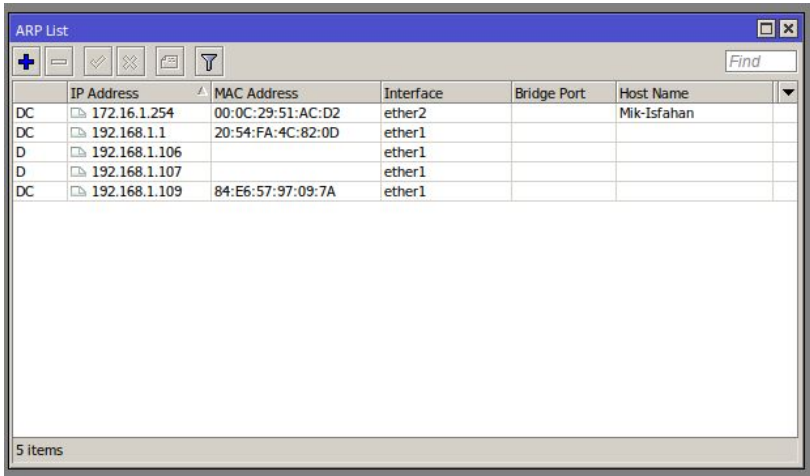 ARP List
Find
IP Address MAC Address Interface Bridge Port Host Name
DC 172.16.1.254 00:0C:29:51:AC:D2 ether2 Mik-Isfahan
DC 192.168.1.1 20:54:FA:4C:82:0D ether1
D 192.168.1.106 ether1
D 192.168.1.107 ether1
DC 192.168.1.109 84:E6:57:97:09:7A ether1
5 items